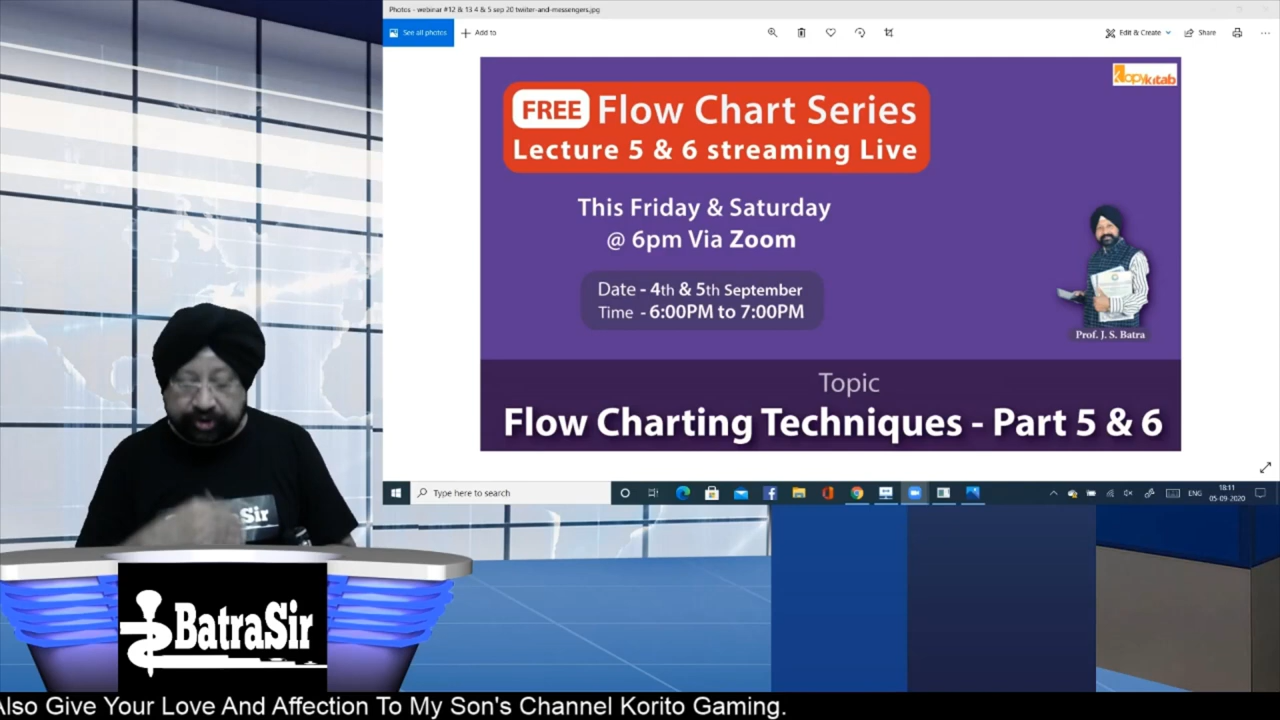 Photos - webinar #12 & 13 4 & 5 sep 20 twiiter-and-messengers.jpg
See all photos
Add to
Edit & Create
Share
kopykitab
FREE Flow Chart Series
Lecture 5 & 6 streaming Live
This Friday & Saturday
@ 6pm Via Zoom
Date - 4th & 5th September
Time - 6:00PM to 7:00PM
Prof. J. S. Batra
Topic
Flow Charting Techniques - Part 5 & 6
Type here to search
ENG
18:11
05-09-2020
Sir
BatraSir
Also Give Your Love And Affection To My Son's Channel Korito Gaming.